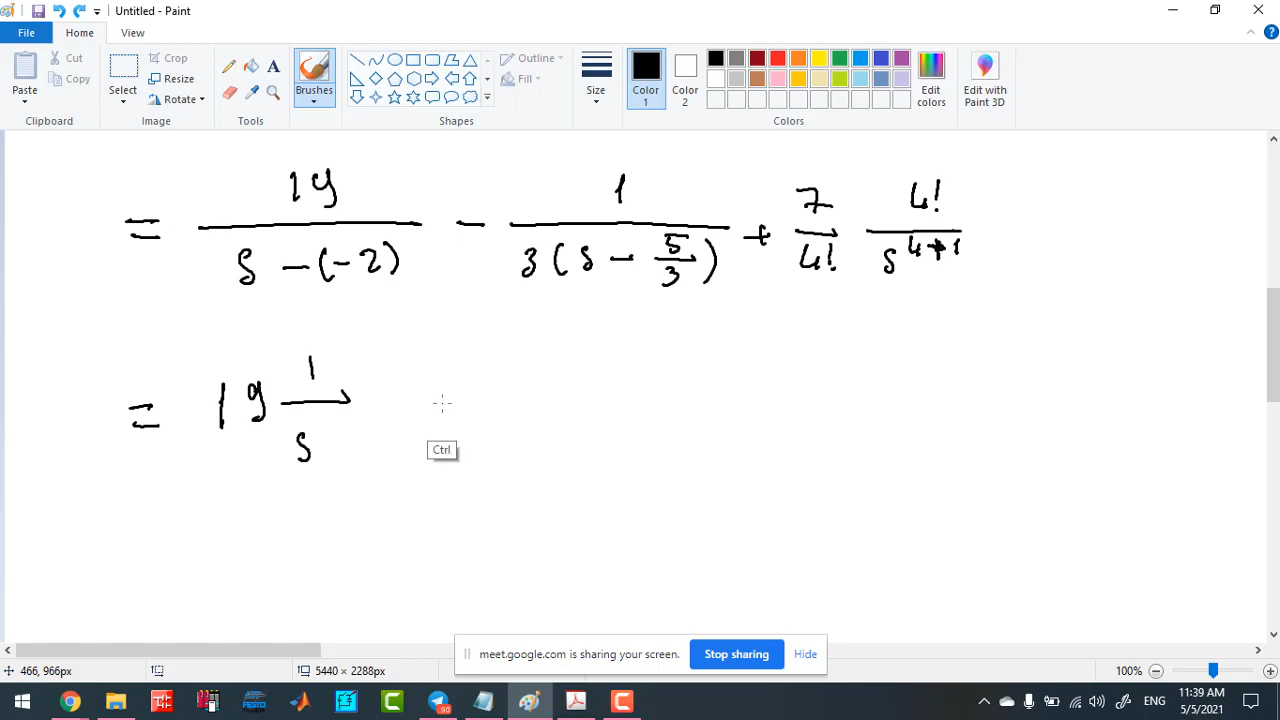 Untitled - Paint
File Home View
Paste Cut Copy Clipboard
Select Crop Resize Rotate Image
A Tools
Brushes
Shapes Outline Fill
Size
Color 1 Color 2 Colors Edit colors
Edit with Paint 3D
= 19/(s-(-2)) - 1/(3(s-5/3)) + 7/4! 4!/s^(4+1)
= 19 1/s
Ctrl
meet.google.com is sharing your screen. Stop sharing Hide
466, 966px 5440 × 2288px 100%
90 ENG 11:39 AM
5/5/2021